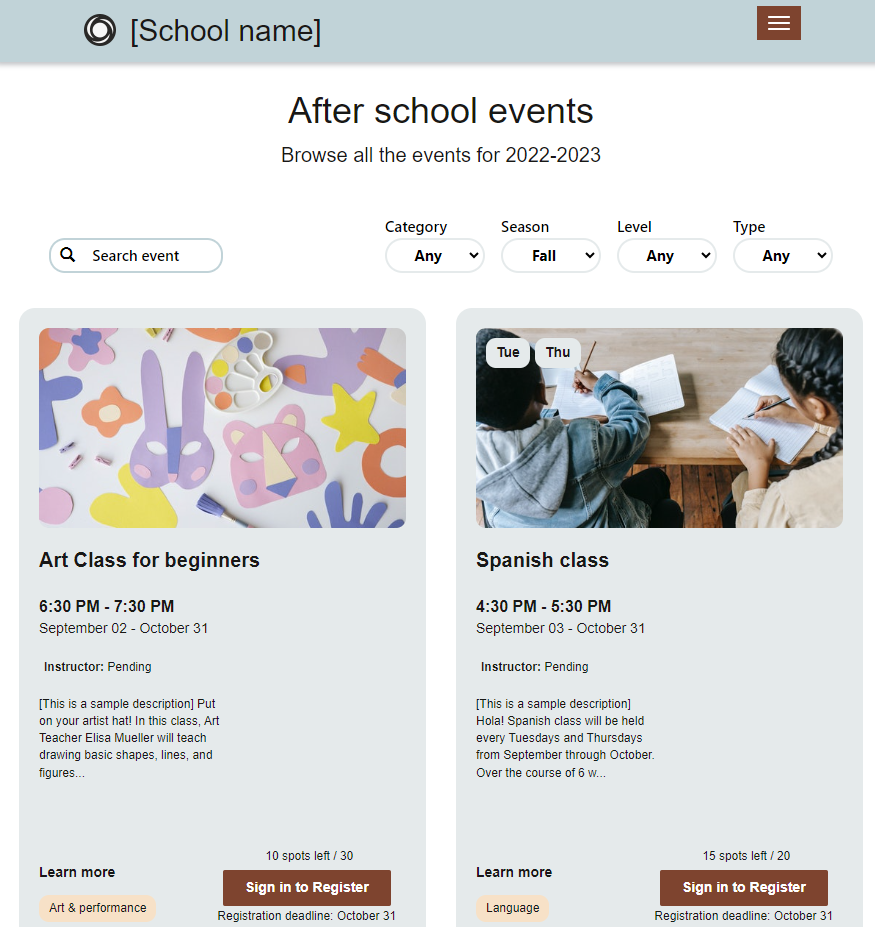 [School name]
After school events
Browse all the events for 2022-2023
Category Season Level Type
Search event Any Fall Any Any
Tue Thu
Art Class for beginners
6:30 PM - 7:30 PM
September 02 - October 31
Instructor: Pending
[This is a sample description] Put
on your artist hat! In this class, Art
Teacher Elisa Mueller will teach
drawing basic shapes, lines, and
figures...
10 spots left / 30
Learn more
Sign in to Register
Art & performance
Registration deadline: October 31
Spanish class
4:30 PM - 5:30 PM
September 03 - October 31
Instructor: Pending
[This is a sample description]
Hola! Spanish class will be held
every Tuesdays and Thursdays
from September through October.
Over the course of 6 w...
15 spots left / 20
Learn more
Sign in to Register
Language
Registration deadline: October 31